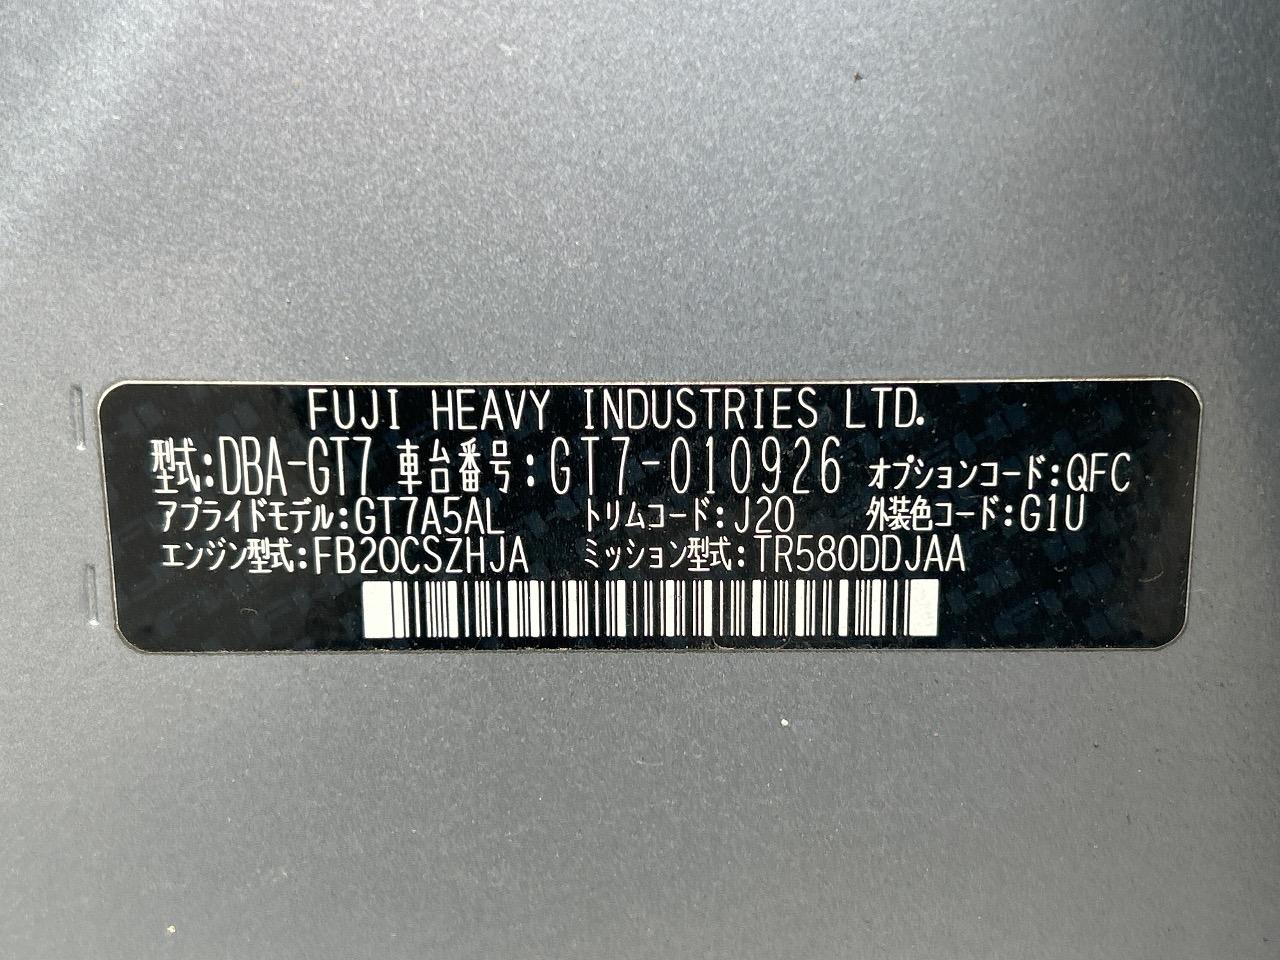 FUJI HEAVY INDUSTRIES LTD.
型式:DBA-GT7 車台番号:GT7-010926 オプションコード:QFC
アプライドモデル:GT7A5AL トリムコード:J20 外装色コード:G1U
エンジン型式:FB20CSZHJA ミッション型式:TR580DDJAA